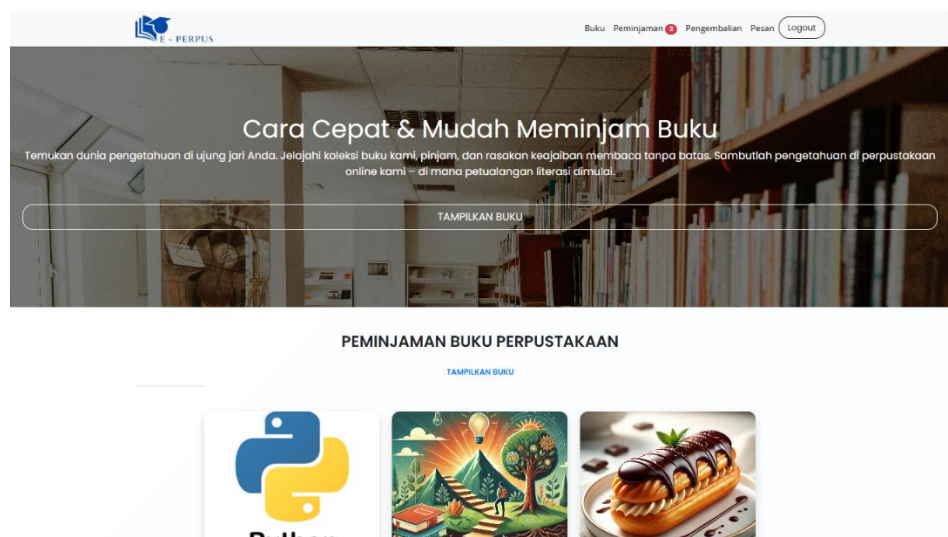 E - PERPUS
Buku Peminjaman 2 Pengembalian Pesan Logout
Cara Cepat & Mudah Meminjam Buku
Temukan dunia pengetahuan di ujung jari Anda. Jelajahi koleksi buku kami, pinjam, dan rasakan keajaiban membaca tanpa batas. Sambutlah pengetahuan di perpustakaan
online kami – di mana petualangan literasi dimulai.
TAMPILKAN BUKU
PEMINJAMAN BUKU PERPUSTAKAAN
TAMPILKAN BUKU
Python